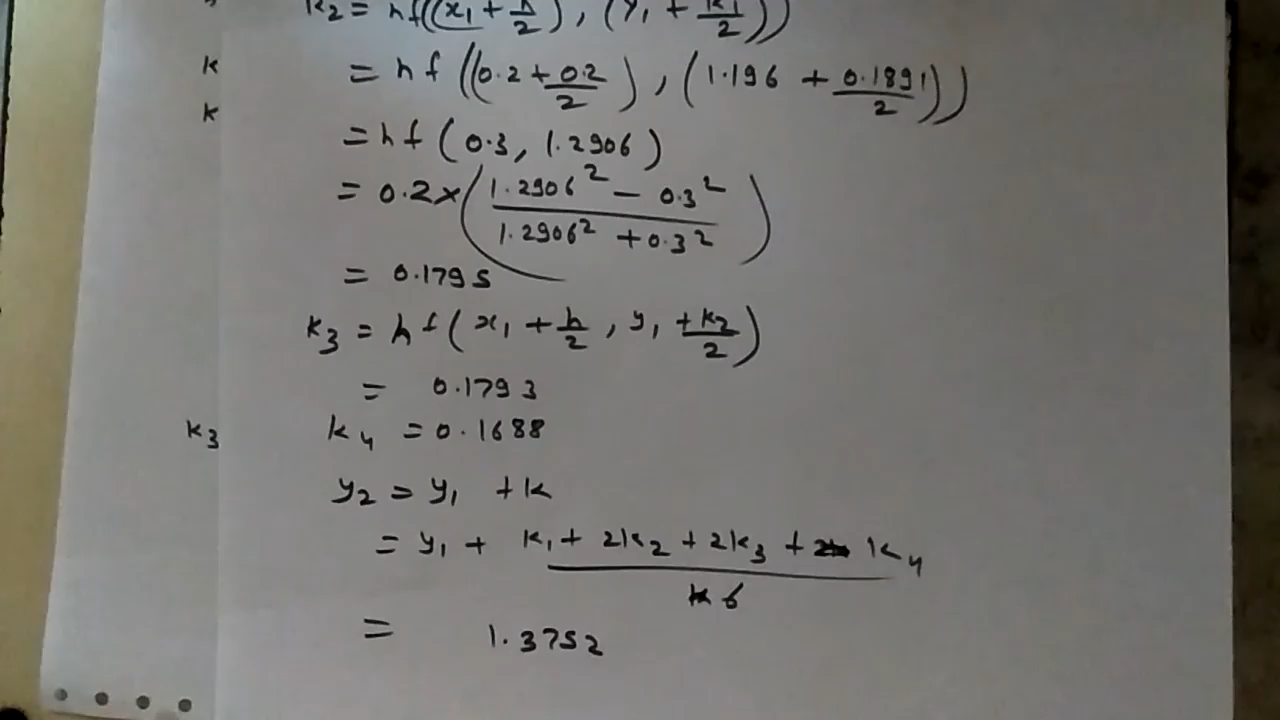 k2 = hf((x1 + h/2), (y1 + k1/2))
k
= hf((0.2 + 0.2/2), (1.196 + 0.1891/2))
k
= hf(0.3, 1.2906)
= 0.2×((1.2906² - 0.3²)/(1.2906² + 0.3²))
= 0.1795
k3 = hf(x1 + h/2, y1 + k2/2)
= 0.1793
k3
k4 = 0.1688
y2 = y1 + k
= y1 + (k1 + 2k2 + 2k3 + k4)/6
= 1.3752